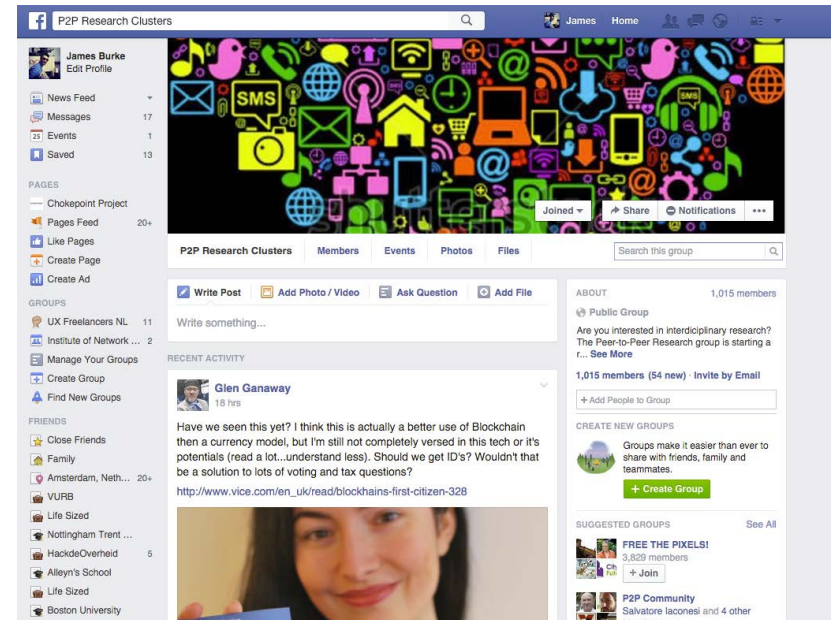 f P2P Research Clusters
James Home
James Burke
Edit Profile
News Feed
Messages 17
25 Events 1
Saved 13
PAGES
Chokepoint Project
Pages Feed 20+
Like Pages
Create Page
Create Ad
GROUPS
UX Freelancers NL 11
Institute of Network ... 2
Manage Your Groups
Create Group
Find New Groups
FRIENDS
Close Friends
Family
Amsterdam, Neth... 20+
VURB
Life Sized
Nottingham Trent ...
HackdeOverheid 5
Alleyn's School
Life Sized
Boston University
SMS
SMS
Joined Share Notifications ...
P2P Research Clusters Members Events Photos Files
Search this group
Write Post Add Photo / Video Ask Question Add File
Write something...
RECENT ACTIVITY
Glen Ganaway
18 hrs
Have we seen this yet? I think this is actually a better use of Blockchain
then a currency model, but I'm still not completely versed in this tech or it's
potentials (read a lot...understand less). Should we get ID's? Wouldn't that
be a solution to lots of voting and tax questions?
http://www.vice.com/en_uk/read/blockhains-first-citizen-328
ABOUT 1,015 members
Public Group
Are you interested in interdiciplinary research?
The Peer-to-Peer Research group is starting a
r... See More
1,015 members (54 new) · Invite by Email
+ Add People to Group
CREATE NEW GROUPS
Groups make it easier than ever to
share with friends, family and
teammates.
+ Create Group
SUGGESTED GROUPS See All
FREE THE PIXELS!
3,829 members
+ Join
P2P Community
Salvatore Iaconesi and 4 other